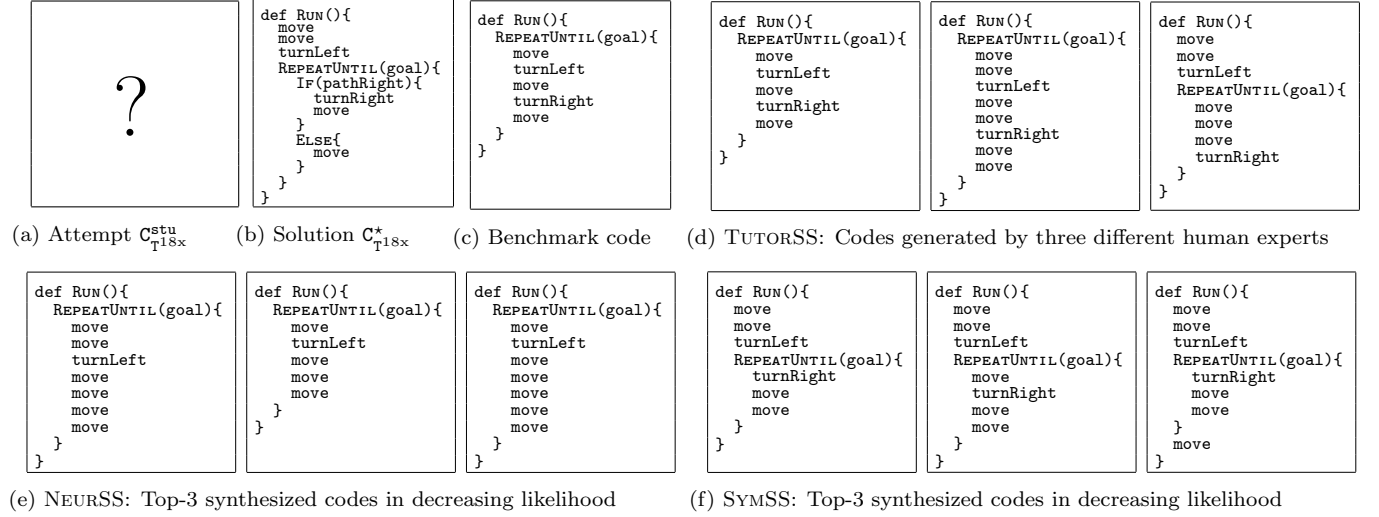 ?
def RUN(){
move
move
turnLeft
REPEATUNTIL(goal){
IF(pathRight){
turnRight
move
}
ELSE{
move
}
}
}
def RUN(){
REPEATUNTIL(goal){
move
turnLeft
move
turnRight
move
}
}
def RUN(){
REPEATUNTIL(goal){
move
turnLeft
move
turnRight
move
}
}
def RUN(){
REPEATUNTIL(goal){
move
move
turnLeft
move
move
turnRight
move
move
}
}
def RUN(){
move
move
turnLeft
REPEATUNTIL(goal){
move
move
move
turnRight
}
}
(a) Attempt C^stu_T18x
(b) Solution C^⋆_T18x
(c) Benchmark code
(d) TUTORSS: Codes generated by three different human experts
def RUN(){
REPEATUNTIL(goal){
move
move
turnLeft
move
move
move
move
}
}
def RUN(){
REPEATUNTIL(goal){
move
turnLeft
move
move
move
}
}
def RUN(){
REPEATUNTIL(goal){
move
turnLeft
move
move
move
move
move
}
}
def RUN(){
move
move
turnLeft
REPEATUNTIL(goal){
turnRight
move
move
}
}
def RUN(){
move
move
turnLeft
REPEATUNTIL(goal){
move
turnRight
move
move
}
}
def RUN(){
move
move
turnLeft
REPEATUNTIL(goal){
turnRight
move
move
}
move
}
(e) NEURSS: Top-3 synthesized codes in decreasing likelihood
(f) SYMSS: Top-3 synthesized codes in decreasing likelihood